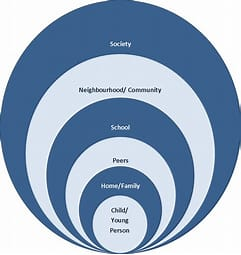 Society
Neighbourhood/ Community
School
Peers
Home/Family
Child/
Young
Person